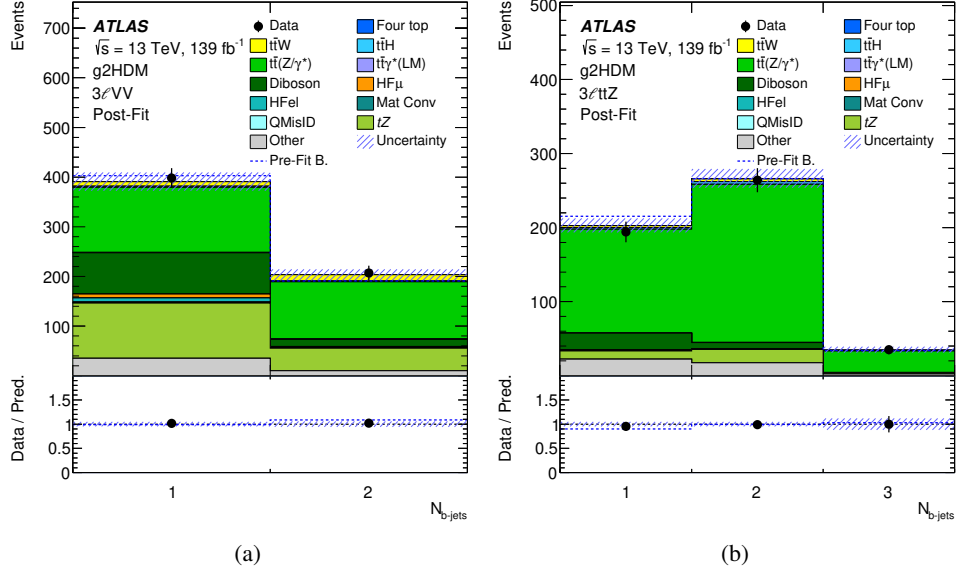 Events
700
600
500
400
300
200
100
ATLAS
√s = 13 TeV, 139 fb⁻¹
g2HDM
3ℓVV
Post-Fit
Data
tt̄W
tt̄(Z/γ*)
Diboson
HFel
QMisID
Other
Pre-Fit B.
Four top
tt̄H
tt̄γ*(LM)
HFμ
Mat Conv
tZ
Uncertainty
Data / Pred.
1.5
1
0.5
0
1 2
N_b-jets
(a)
Events
500
400
300
200
100
ATLAS
√s = 13 TeV, 139 fb⁻¹
g2HDM
3ℓttZ
Post-Fit
Data
tt̄W
tt̄(Z/γ*)
Diboson
HFel
QMisID
Other
Pre-Fit B.
Four top
tt̄H
tt̄γ*(LM)
HFμ
Mat Conv
tZ
Uncertainty
Data / Pred.
1.5
1
0.5
0
1 2 3
N_b-jets
(b)